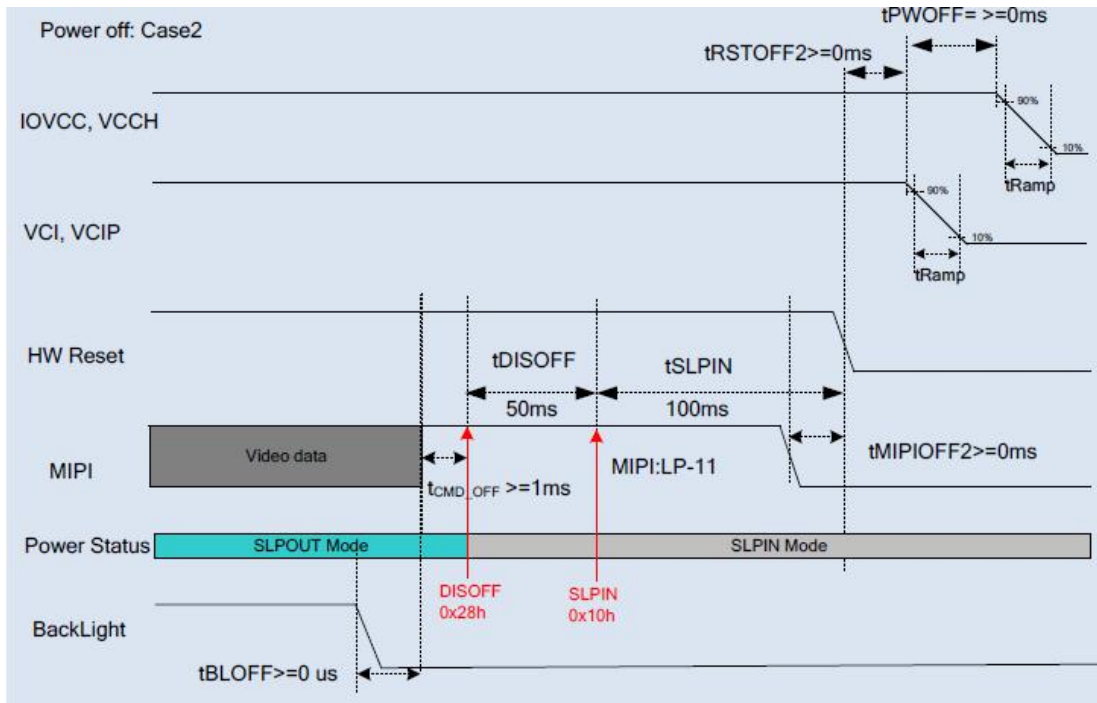 Power off: Case2
tPWOFF= >=0ms
tRSTOFF2>=0ms
IOVCC, VCCH
90%
10%
tRamp
VCI, VCIP
90%
10%
tRamp
HW Reset
tDISOFF
tSLPIN
50ms
100ms
MIPI
Video data
tCMD_OFF >=1ms
MIPI:LP-11
tMIPIOFF2>=0ms
Power Status
SLPOUT Mode
SLPIN Mode
DISOFF
0x28h
SLPIN
0x10h
BackLight
tBLOFF>=0 us